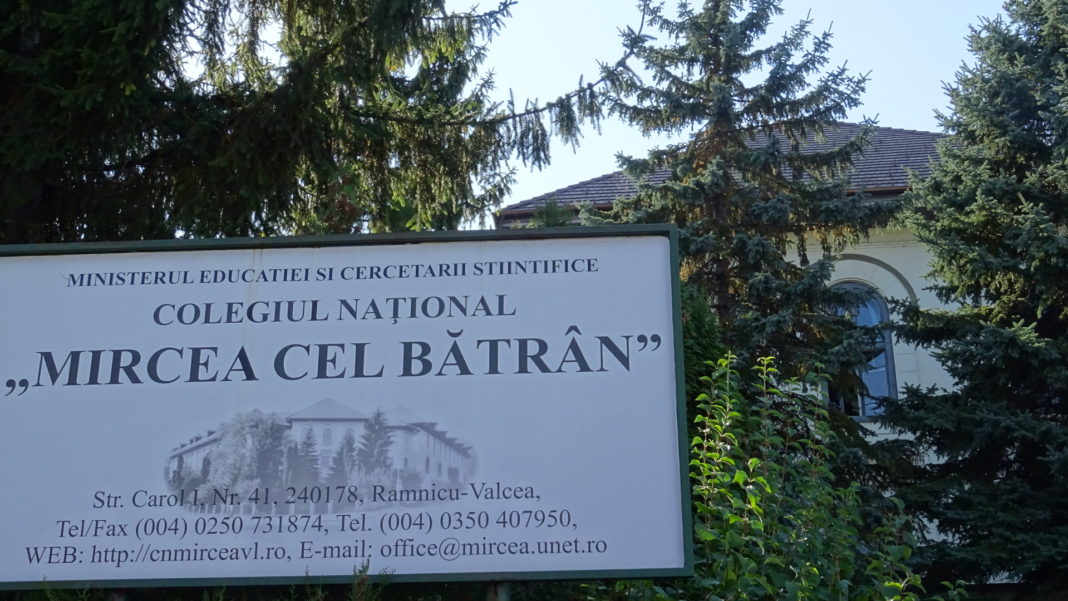 MINISTERUL EDUCATIEI SI CERCETARII STIINTIFICE
COLEGIUL NAŢIONAL
„MIRCEA CEL BĂTRÂN”
Str. Carol I, Nr. 41, 240178, Ramnicu-Valcea,
Tel/Fax (004) 0250 731874, Tel. (004) 0350 407950,
WEB: http://cnmirceavl.ro, E-mail: office@mircea.unet.ro